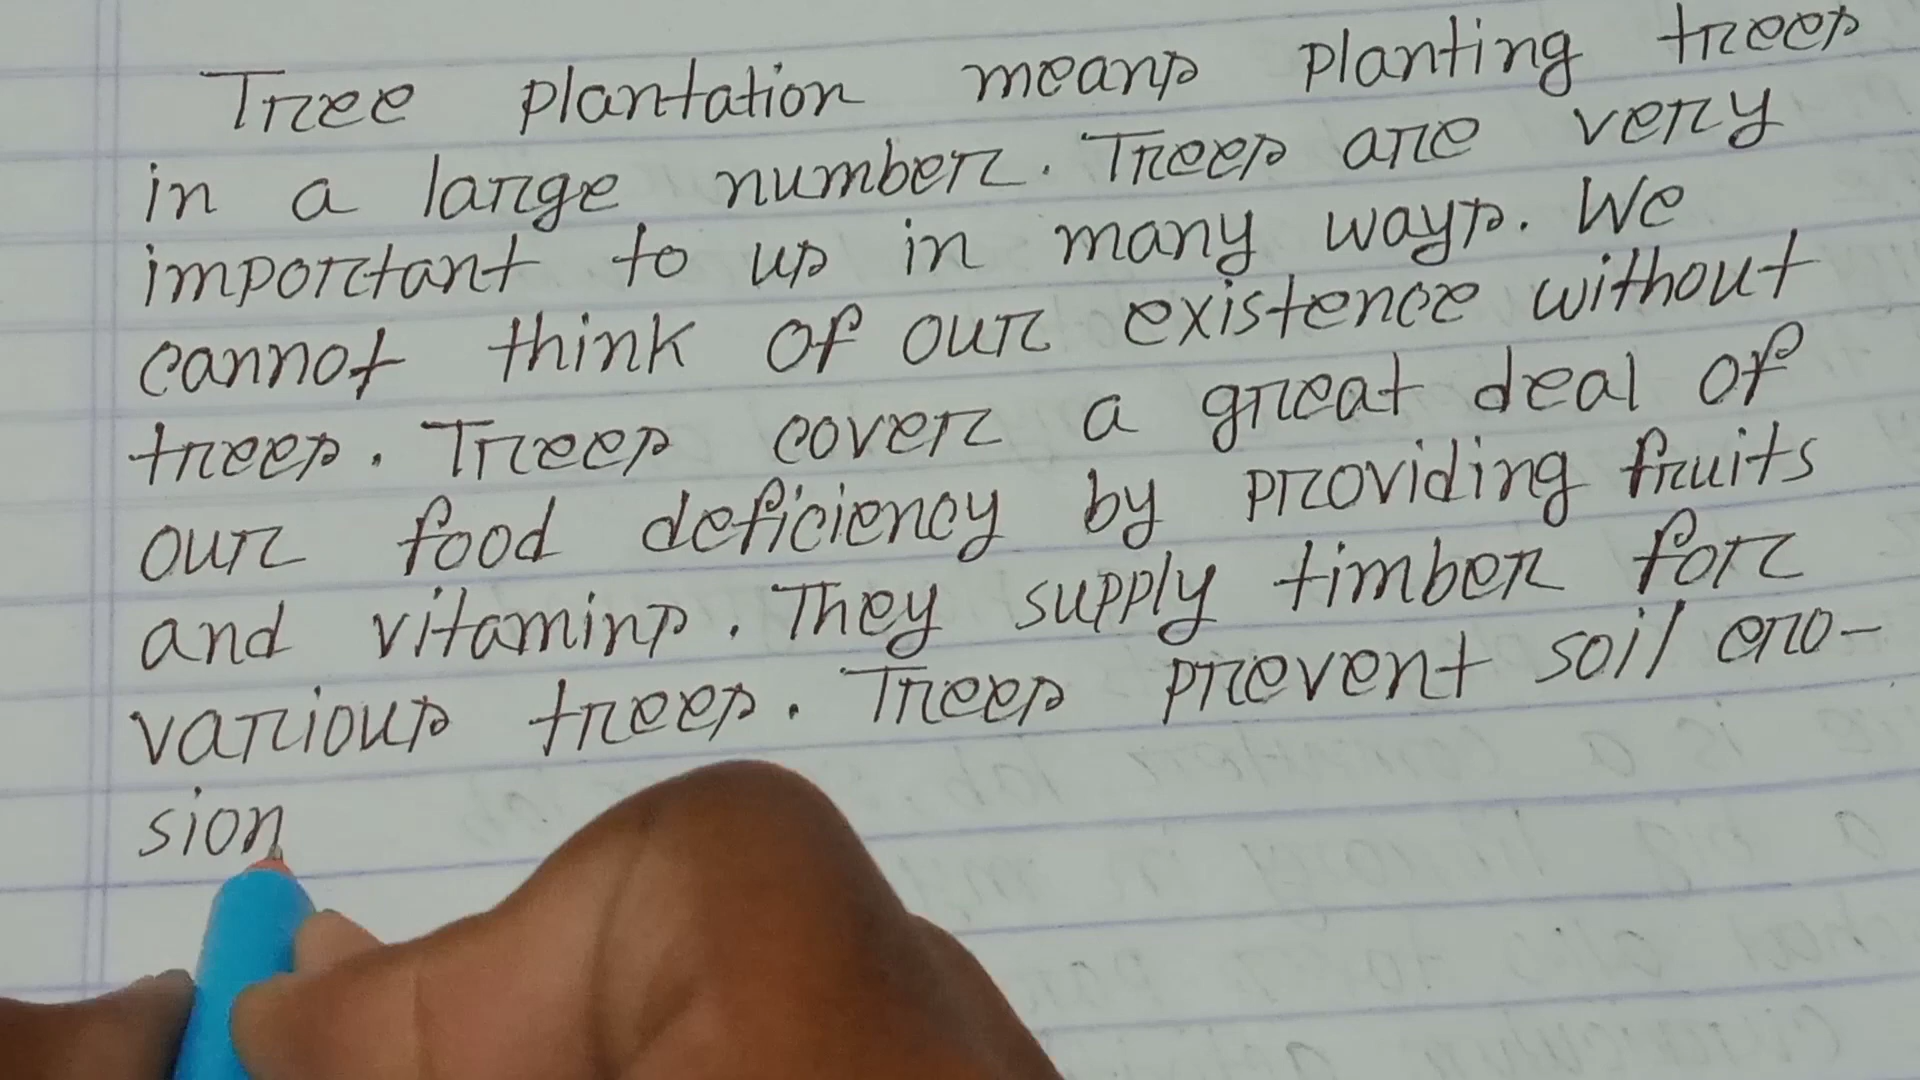 Tree plantation means planting trees
in a large number. Trees are very
important to us in many ways. We
cannot think of our existence without
trees. Trees cover a great deal of
our food deficiency by providing fruits
and vitamins. They supply timber for
various trees. Trees prevent soil ero-
sion